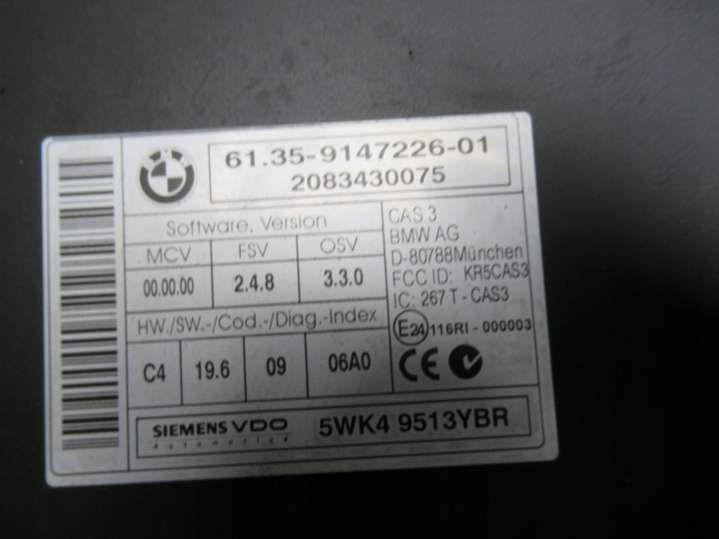 BMW
61.35-9147226-01
2083430075
Software, Version
MCV FSV OSV
00.00.00 2.4.8 3.3.0
HW./SW.-/Cod.-/Diag.-Index
C4 19.6 09 06A0
CAS 3
BMW AG
D-80788München
FCC ID: KR5CAS3
IC: 267 T - CAS3
E24 116RI - 000003
CE
SIEMENS VDO
Automotive
5WK4 9513YBR